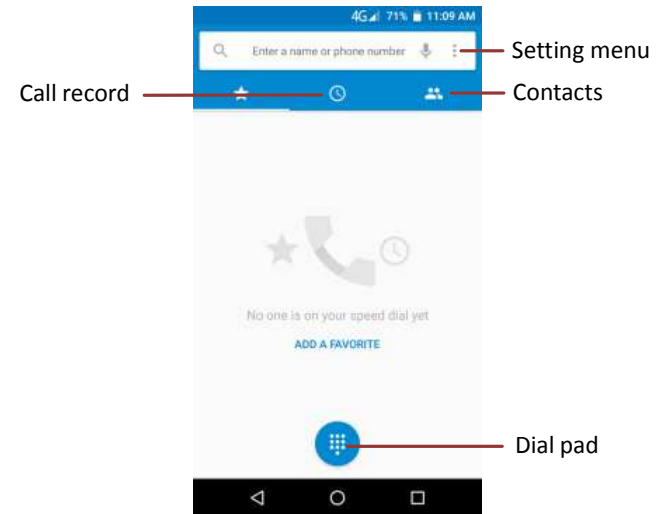 4G 71% 11:09 AM
Enter a name or phone number
Setting menu
Call record
Contacts
No one is on your speed dial yet
ADD A FAVORITE
Dial pad